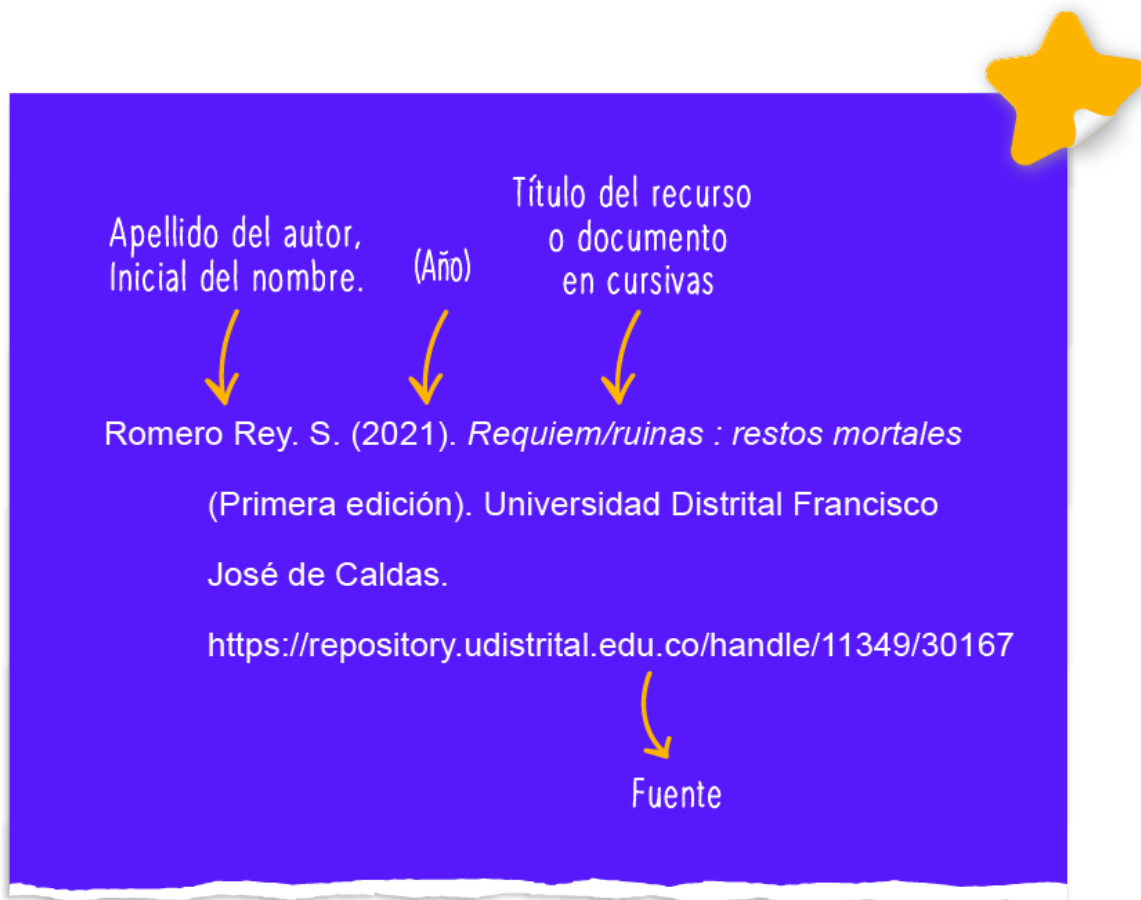 Apellido del autor,
Inicial del nombre.
(Año)
Título del recurso
o documento
en cursivas
Romero Rey. S. (2021). Requiem/ruinas : restos mortales
(Primera edición). Universidad Distrital Francisco
José de Caldas.
https://repository.udistrital.edu.co/handle/11349/30167
Fuente